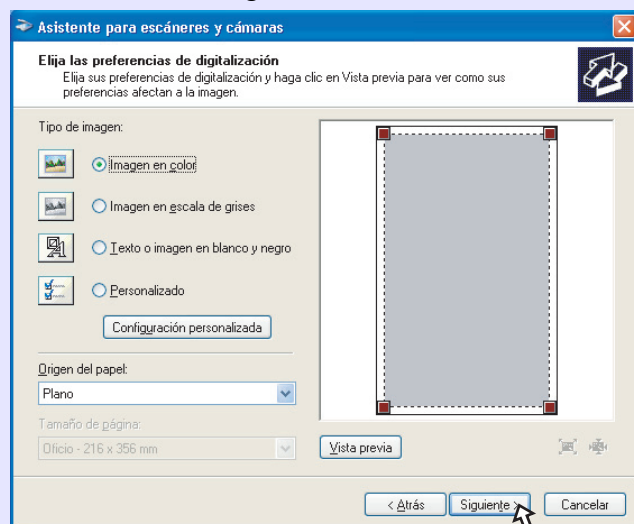 Asistente para escáneres y cámaras
Elija las preferencias de digitalización
Elija sus preferencias de digitalización y haga clic en Vista previa para ver como sus
preferencias afectan a la imagen.
Tipo de imagen:
Imagen en color
Imagen en escala de grises
Texto o imagen en blanco y negro
Personalizado
Configuración personalizada
Origen del papel:
Plano
Tamaño de página:
Oficio - 216 x 356 mm
Vista previa
< Atrás
Siguiente >
Cancelar